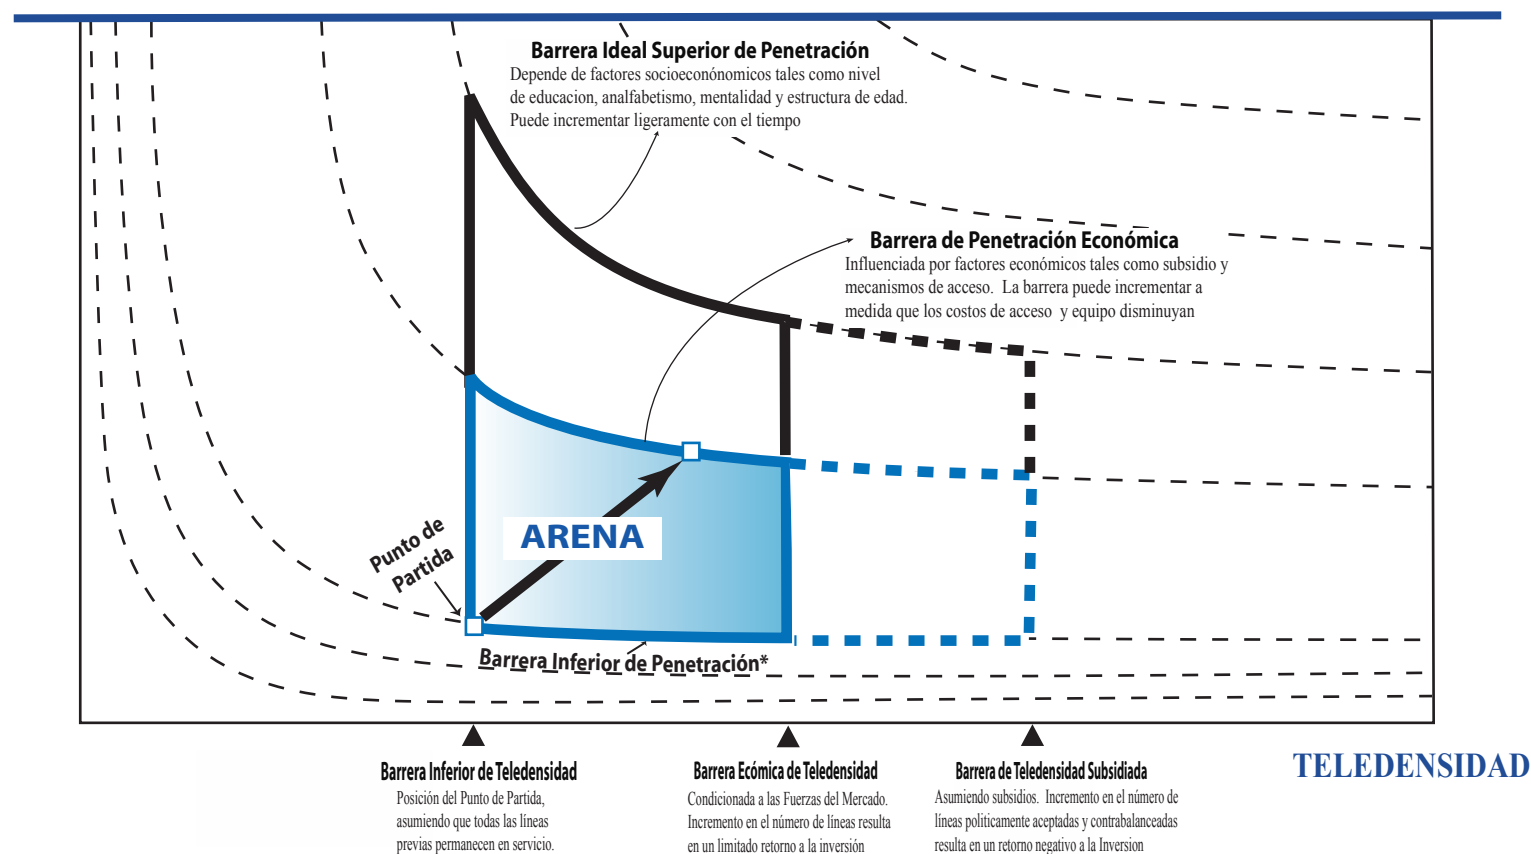 Barrera Ideal Superior de Penetración
Depende de factores socioeconónomicos tales como nivel
de educacion, analfabetismo, mentalidad y estructura de edad.
Puede incrementar ligeramente con el tiempo
Barrera de Penetración Económica
Influenciada por factores económicos tales como subsidio y
mecanismos de acceso. La barrera puede incrementar a
medida que los costos de acceso y equipo disminuyan
ARENA
Punto de
Partida
Barrera Inferior de Penetración*
TELEDENSIDAD
Barrera Inferior de Teledensidad
Posición del Punto de Partida,
asumiendo que todas las líneas
previas permanecen en servicio.
Barrera Ecómica de Teledensidad
Condicionada a las Fuerzas del Mercado.
Incremento en el número de líneas resulta
en un limitado retorno a la inversión
Barrera de Teledensidad Subsidiada
Asumiendo subsidios. Incremento en el número de
líneas politicamente aceptadas y contrabalanceadas
resulta en un retorno negativo a la Inversion